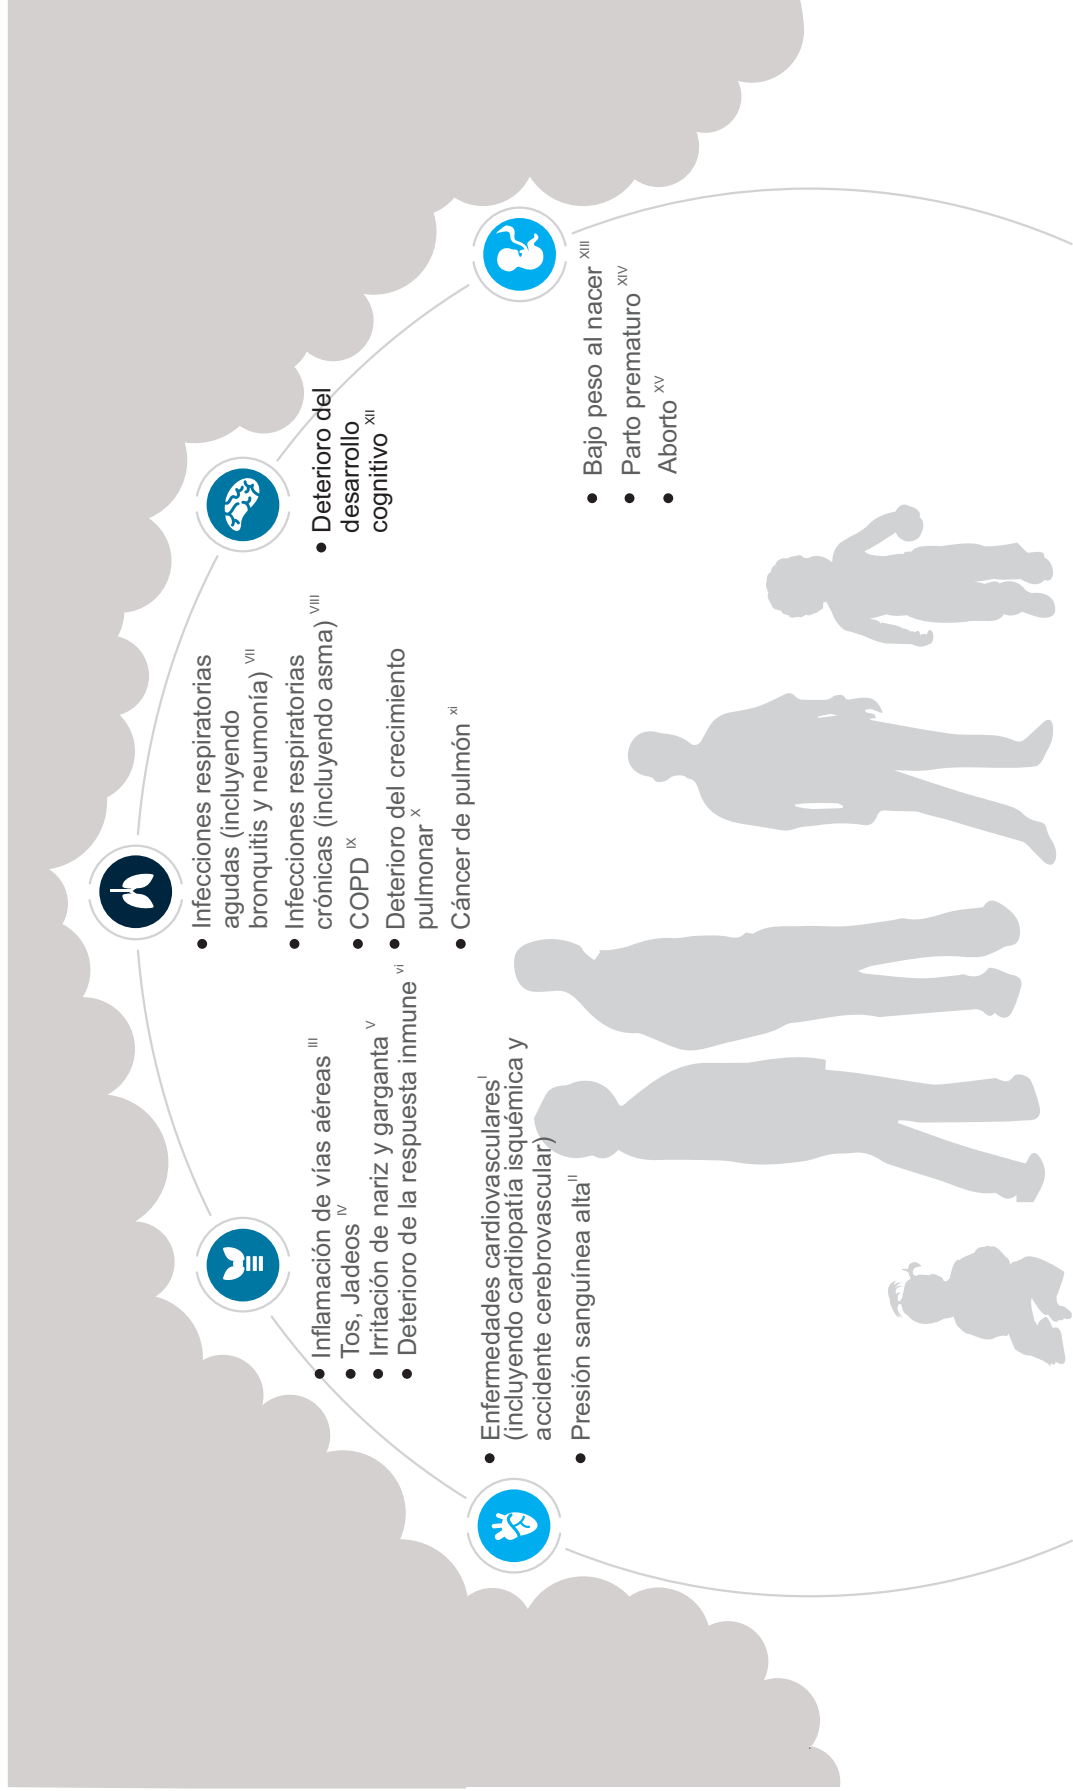 • Enfermedades cardiovasculares I
(incluyendo cardiopatía isquémica y
accidente cerebrovascular)
• Presión sanguínea alta II
• Inflamación de vías aéreas III
• Tos, Jadeos IV
• Irritación de nariz y garganta V
• Deterioro de la respuesta inmune vi
• Infecciones respiratorias
agudas (incluyendo
bronquitis y neumonía) VII
• Infecciones respiratorias
crónicas (incluyendo asma) VIII
• COPD IX
• Deterioro del crecimiento
pulmonar X
• Cáncer de pulmón xi
• Deterioro del
desarrollo
cognitivo XII
• Bajo peso al nacer XIII
• Parto prematuro XIV
• Aborto XV